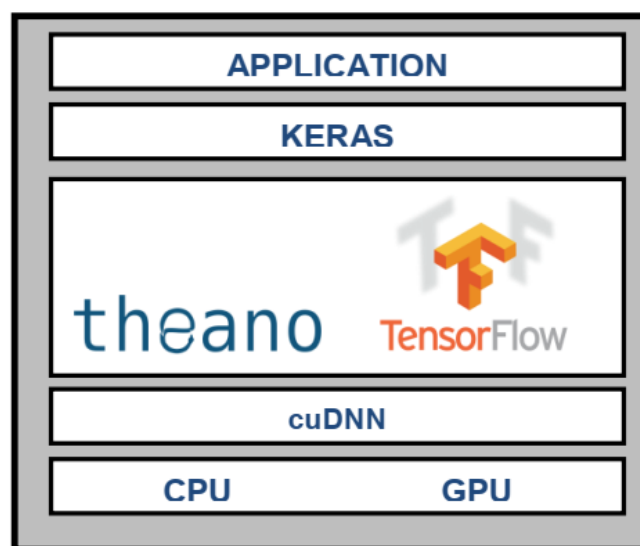 APPLICATION
KERAS
theano
TensorFlow
cuDNN
CPU GPU